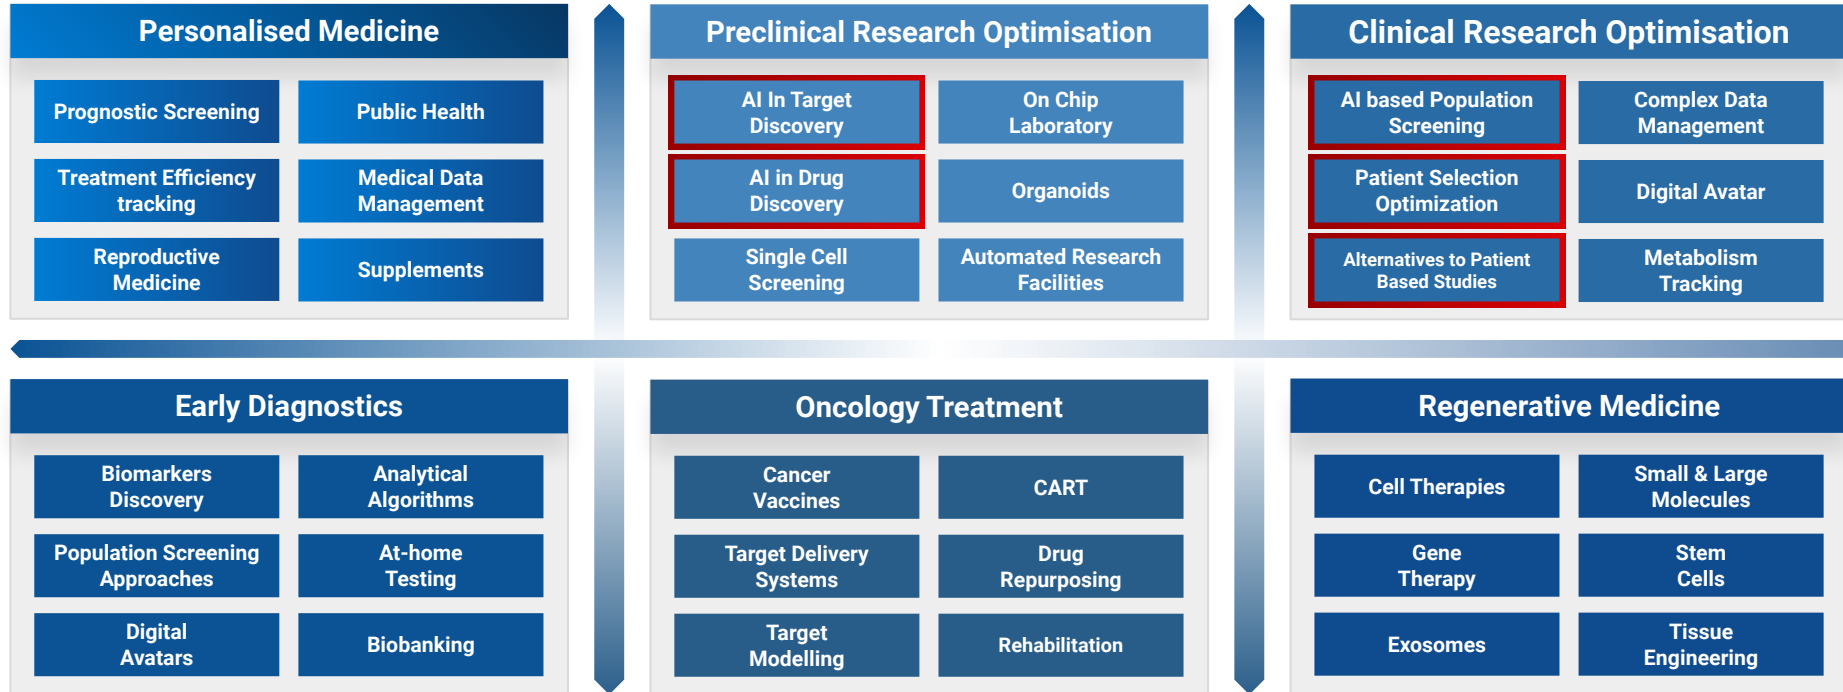 Personalised Medicine
Prognostic Screening
Public Health
Treatment Efficiency
tracking
Medical Data
Management
Reproductive
Medicine
Supplements
Preclinical Research Optimisation
AI In Target
Discovery
On Chip
Laboratory
AI in Drug
Discovery
Organoids
Single Cell
Screening
Automated Research
Facilities
Clinical Research Optimisation
AI based Population
Screening
Complex Data
Management
Patient Selection
Optimization
Digital Avatar
Alternatives to Patient
Based Studies
Metabolism
Tracking
Early Diagnostics
Biomarkers
Discovery
Analytical
Algorithms
Population Screening
Approaches
At-home
Testing
Digital
Avatars
Biobanking
Oncology Treatment
Cancer
Vaccines
CART
Target Delivery
Systems
Drug
Repurposing
Target
Modelling
Rehabilitation
Regenerative Medicine
Cell Therapies
Small & Large
Molecules
Gene
Therapy
Stem
Cells
Exosomes
Tissue
Engineering